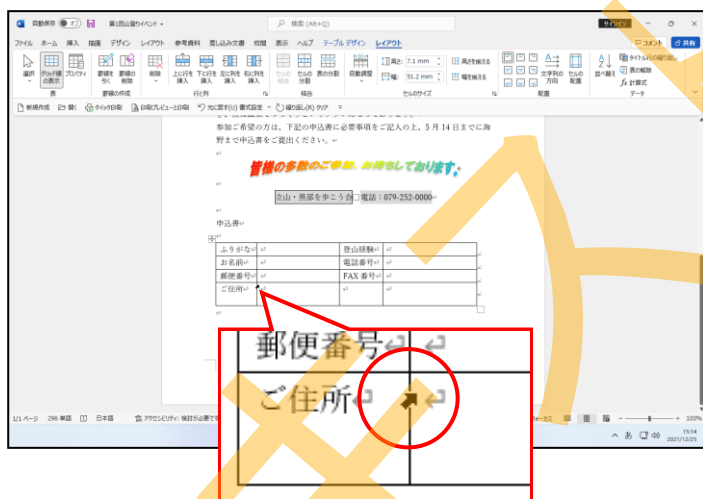 自動保存 オフ 第1回山登りイベント 検索 (Alt+Q) サインイン
ファイル ホーム 挿入 描画 デザイン レイアウト 参考資料 差し込み文書 校閲 表示 ヘルプ テーブル デザイン レイアウト コメント 共有
選択 グリッド線の表示 プロパティ 罫線を引く 罫線の削除 削除 上に行を挿入 下に行を挿入 左に列を挿入 右に列を挿入 セルの結合 セルの分割 表の分割 自動調整 高さ: 7.1 mm 高さを揃える 幅: 51.2 mm 幅を揃える 文字列の方向 セルの配置 並べ替え タイトル行の繰り返し 表の解除 計算式
表 罫線の作成 行と列 結合 セルのサイズ 配置 データ
新規作成 開く クイック印刷 印刷プレビューと印刷 元に戻す(U) 書式設定 繰り返し(R) クリア
参加ご希望の方は、下記の申込書に必要事項をご記入の上、5 月 14 日までに海
野まで申込書をご提出ください。
皆様の多数のご参加、お待ちしております。
立山・黒部を歩こう会□電話:079-252-0000
申込書
ふりがな 登山経験
お名前 電話番号
郵便番号 FAX 番号
ご住所
郵便番号
ご住所
1/1 ページ 296 単語 日本語 アクセシビリティ: 検討が必要です ォーカス 100%
あ 15:14
2021/12/25